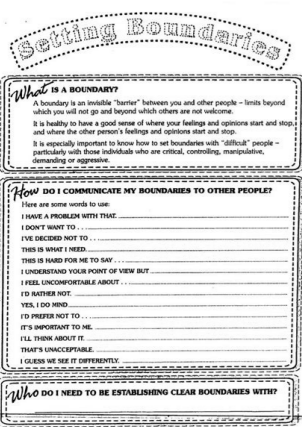 Setting Boundaries
What IS A BOUNDARY?
A boundary is an invisible "barrier" between you and other people – limits beyond
which you will not go and beyond which others are not welcome.
It is healthy to have a good sense of where your feelings and opinions start and stop,
and where the other person's feelings and opinions start and stop.
It is especially important to know how to set boundaries with "difficult" people –
particularly with those individuals who are critical, controlling, manipulative,
demanding or aggressive.
How DO I COMMUNICATE MY BOUNDARIES TO OTHER PEOPLE?
Here are some words to use:
I HAVE A PROBLEM WITH THAT.
I DON'T WANT TO . . .
I'VE DECIDED NOT TO . . .
THIS IS WHAT I NEED.
THIS IS HARD FOR ME TO SAY . . .
I UNDERSTAND YOUR POINT OF VIEW BUT
I FEEL UNCOMFORTABLE ABOUT . . .
I'D RATHER NOT.
YES, I DO MIND
I'D PREFER NOT TO . . .
IT'S IMPORTANT TO ME.
I'LL THINK ABOUT IT.
THAT'S UNACCEPTABLE.
I GUESS WE SEE IT DIFFERENTLY.
Who DO I NEED TO BE ESTABLISHING CLEAR BOUNDARIES WITH?